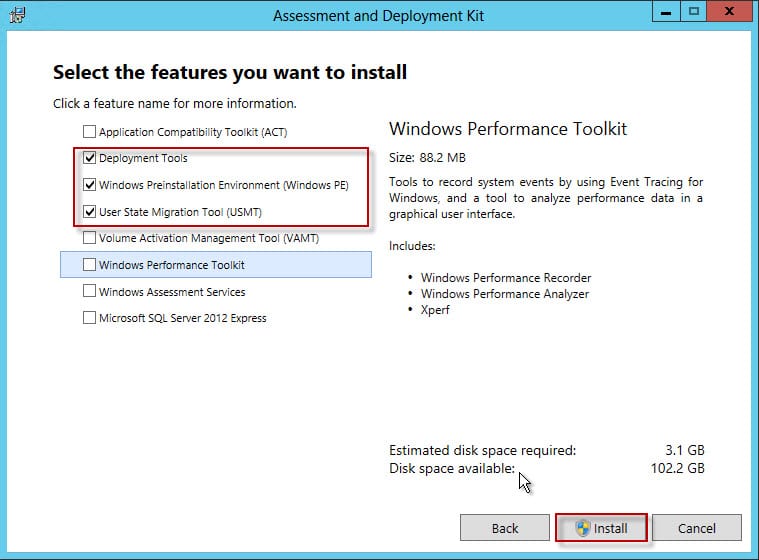 Assessment and Deployment Kit
Select the features you want to install
Click a feature name for more information.
Application Compatibility Toolkit (ACT)
Deployment Tools
Windows Preinstallation Environment (Windows PE)
User State Migration Tool (USMT)
Volume Activation Management Tool (VAMT)
Windows Performance Toolkit
Windows Assessment Services
Microsoft SQL Server 2012 Express
Windows Performance Toolkit
Size: 88.2 MB
Tools to record system events by using Event Tracing for
Windows, and a tool to analyze performance data in a
graphical user interface.
Includes:
• Windows Performance Recorder
• Windows Performance Analyzer
• Xperf
Estimated disk space required: 3.1 GB
Disk space available: 102.2 GB
Back Install Cancel